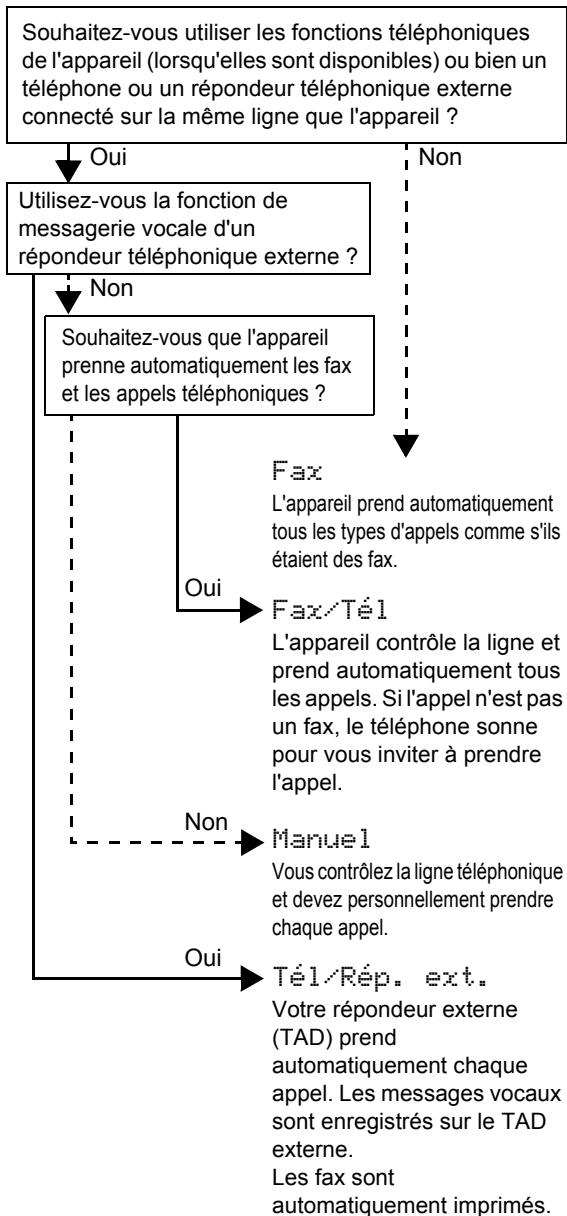 Souhaitez-vous utiliser les fonctions téléphoniques
de l'appareil (lorsqu'elles sont disponibles) ou bien un
téléphone ou un répondeur téléphonique externe
connecté sur la même ligne que l'appareil ?
Oui
Non
Utilisez-vous la fonction de
messagerie vocale d'un
répondeur téléphonique externe ?
Non
Souhaitez-vous que l'appareil
prenne automatiquement les fax
et les appels téléphoniques ?
Fax
L'appareil prend automatiquement
tous les types d'appels comme s'ils
étaient des fax.
Oui
Fax/Tél
L'appareil contrôle la ligne et
prend automatiquement tous
les appels. Si l'appel n'est pas
un fax, le téléphone sonne
pour vous inviter à prendre
l'appel.
Non
Manuel
Vous contrôlez la ligne téléphonique
et devez personnellement prendre
chaque appel.
Oui
Tél/Rép. ext.
Votre répondeur externe
(TAD) prend
automatiquement chaque
appel. Les messages vocaux
sont enregistrés sur le TAD
externe.
Les fax sont
automatiquement imprimés.